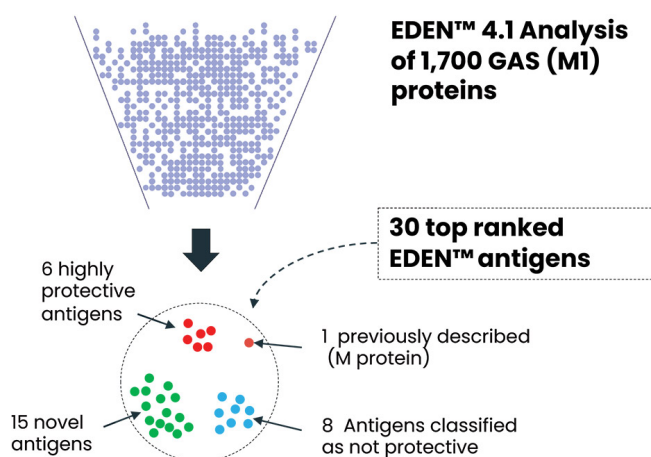 EDEN™ 4.1 Analysis
of 1,700 GAS (M1)
proteins
30 top ranked
EDEN™ antigens
6 highly
protective
antigens
1 previously described
(M protein)
15 novel
antigens
8 Antigens classified
as not protective